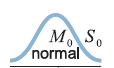 M₀ S₀
normal